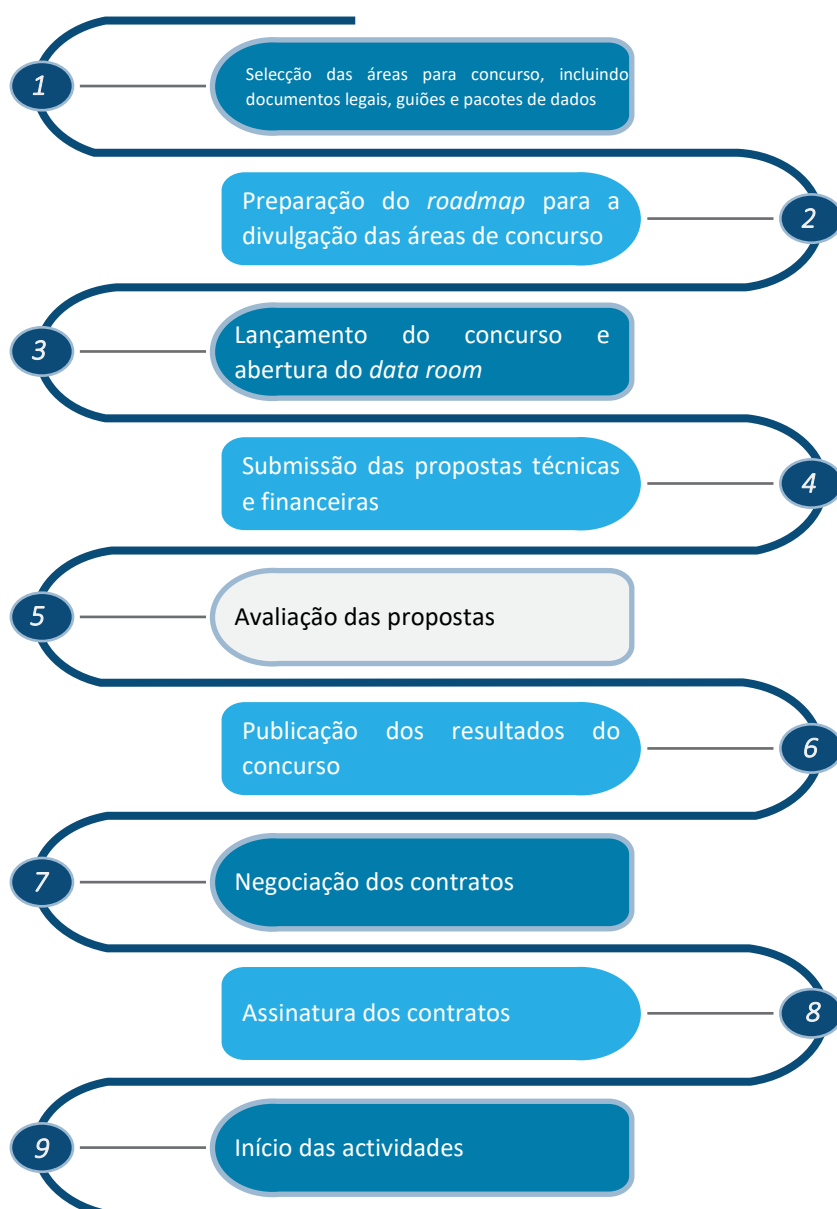 1
Selecção das áreas para concurso, incluindo
documentos legais, guiões e pacotes de dados
Preparação do roadmap para a
divulgação das áreas de concurso
2
3
Lançamento do concurso e
abertura do data room
Submissão das propostas técnicas
e financeiras
4
5
Avaliação das propostas
Publicação dos resultados do
concurso
6
7
Negociação dos contratos
Assinatura dos contratos
8
9
Início das actividades